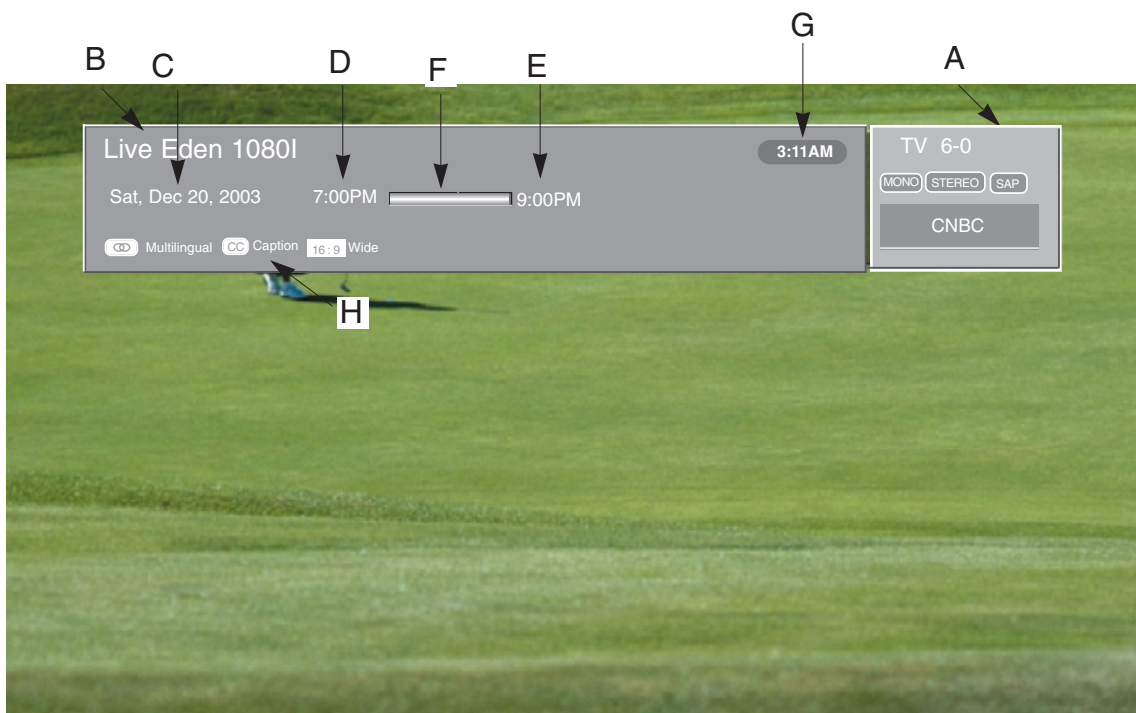 G
B C D F E A
Live Eden 1080I
3:11AM
TV 6-0
Sat, Dec 20, 2003 7:00PM 9:00PM
MONO STEREO SAP
CNBC
Multilingual CC Caption 16:9 Wide
H